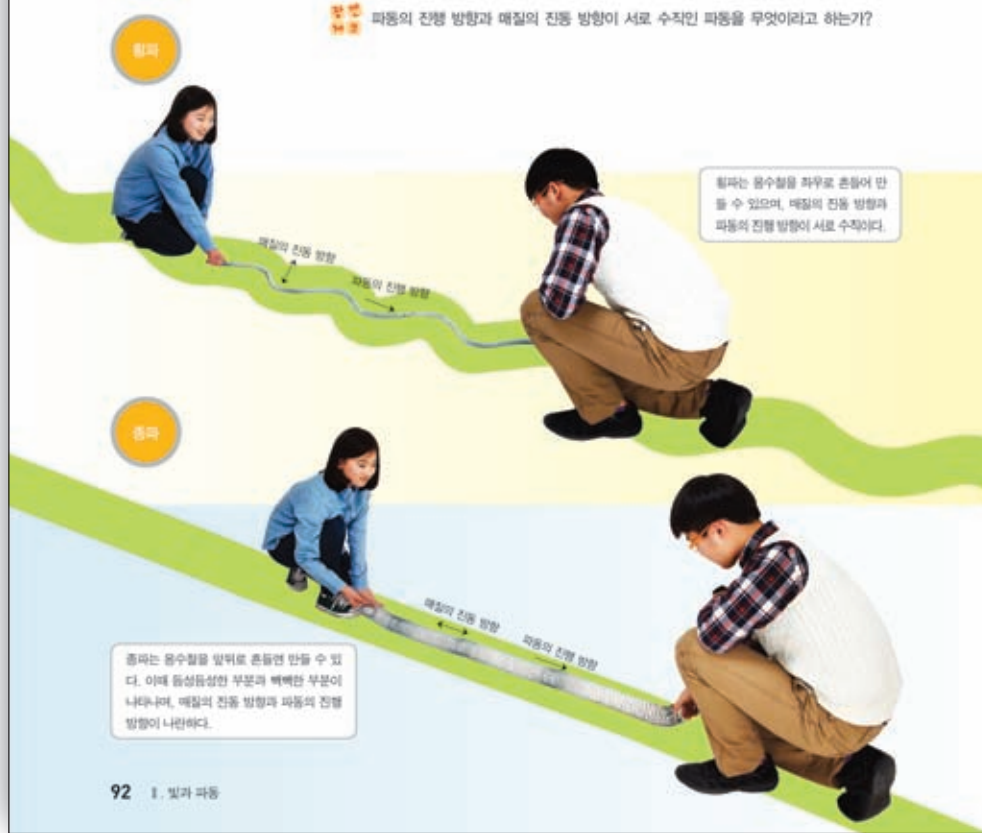 파동의 진행 방향과 매질의 진동 방향이 서로 수직인 파동을 무엇이라고 하는가?
횡파
횡파는 용수철을 좌우로 흔들어 만
들 수 있으며, 매질의 진동 방향과
파동의 진행 방향이 서로 수직이다.
매질의 진동 방향
파동의 진행 방향
종파
매질의 진동 방향
파동의 진행 방향
종파는 용수철을 앞뒤로 흔들면 만들 수 있
다. 이때 듬성듬성한 부분과 빽빽한 부분이
나타나며, 매질의 진동 방향과 파동의 진행
방향이 나란하다.
92 Ⅱ. 빛과 파동